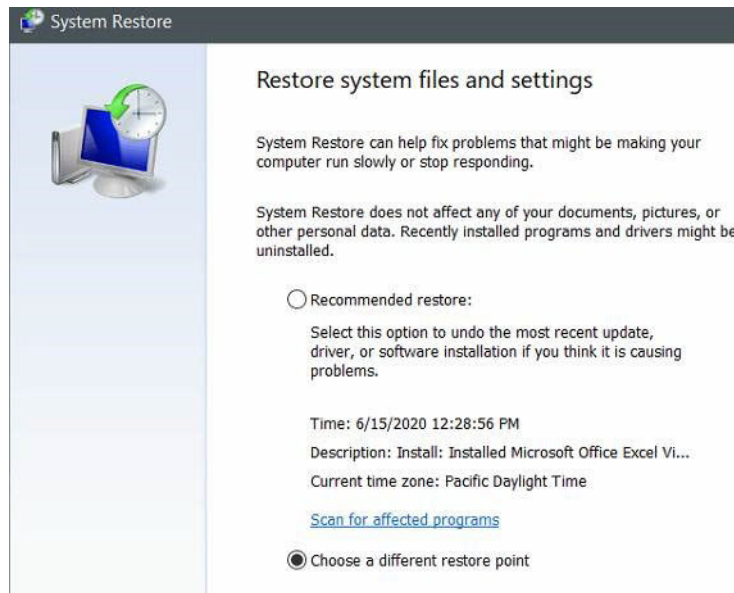 System Restore
Restore system files and settings
System Restore can help fix problems that might be making your
computer run slowly or stop responding.
System Restore does not affect any of your documents, pictures, or
other personal data. Recently installed programs and drivers might be
uninstalled.
Recommended restore:
Select this option to undo the most recent update,
driver, or software installation if you think it is causing
problems.
Time: 6/15/2020 12:28:56 PM
Description: Install: Installed Microsoft Office Excel Vi...
Current time zone: Pacific Daylight Time
Scan for affected programs
Choose a different restore point